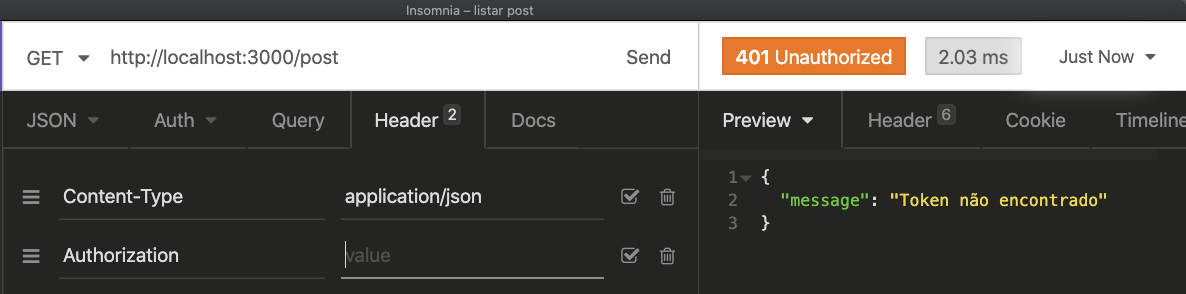 Insomnia – listar post
GET http://localhost:3000/post Send
401 Unauthorized 2.03 ms Just Now
JSON Auth Query Header 2 Docs
Preview Header 6 Cookie Timeline
Content-Type application/json
Authorization value
1 {
2 "message": "Token não encontrado"
3 }